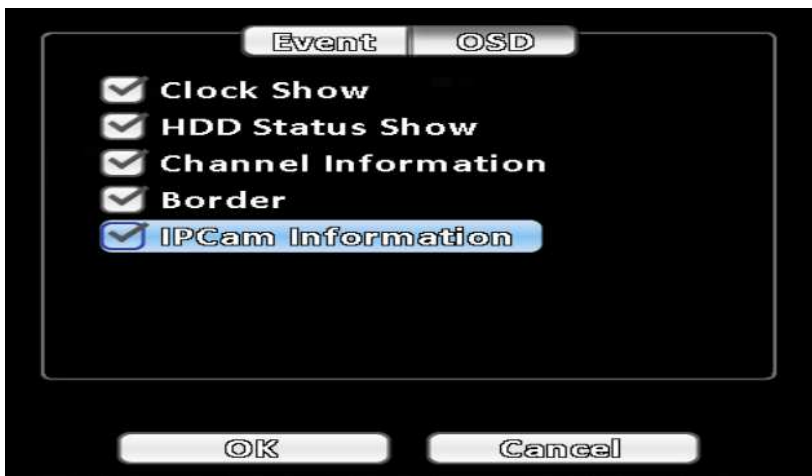 Event OSD
Clock Show
HDD Status Show
Channel Information
Border
IPCam Information
OK Cancel